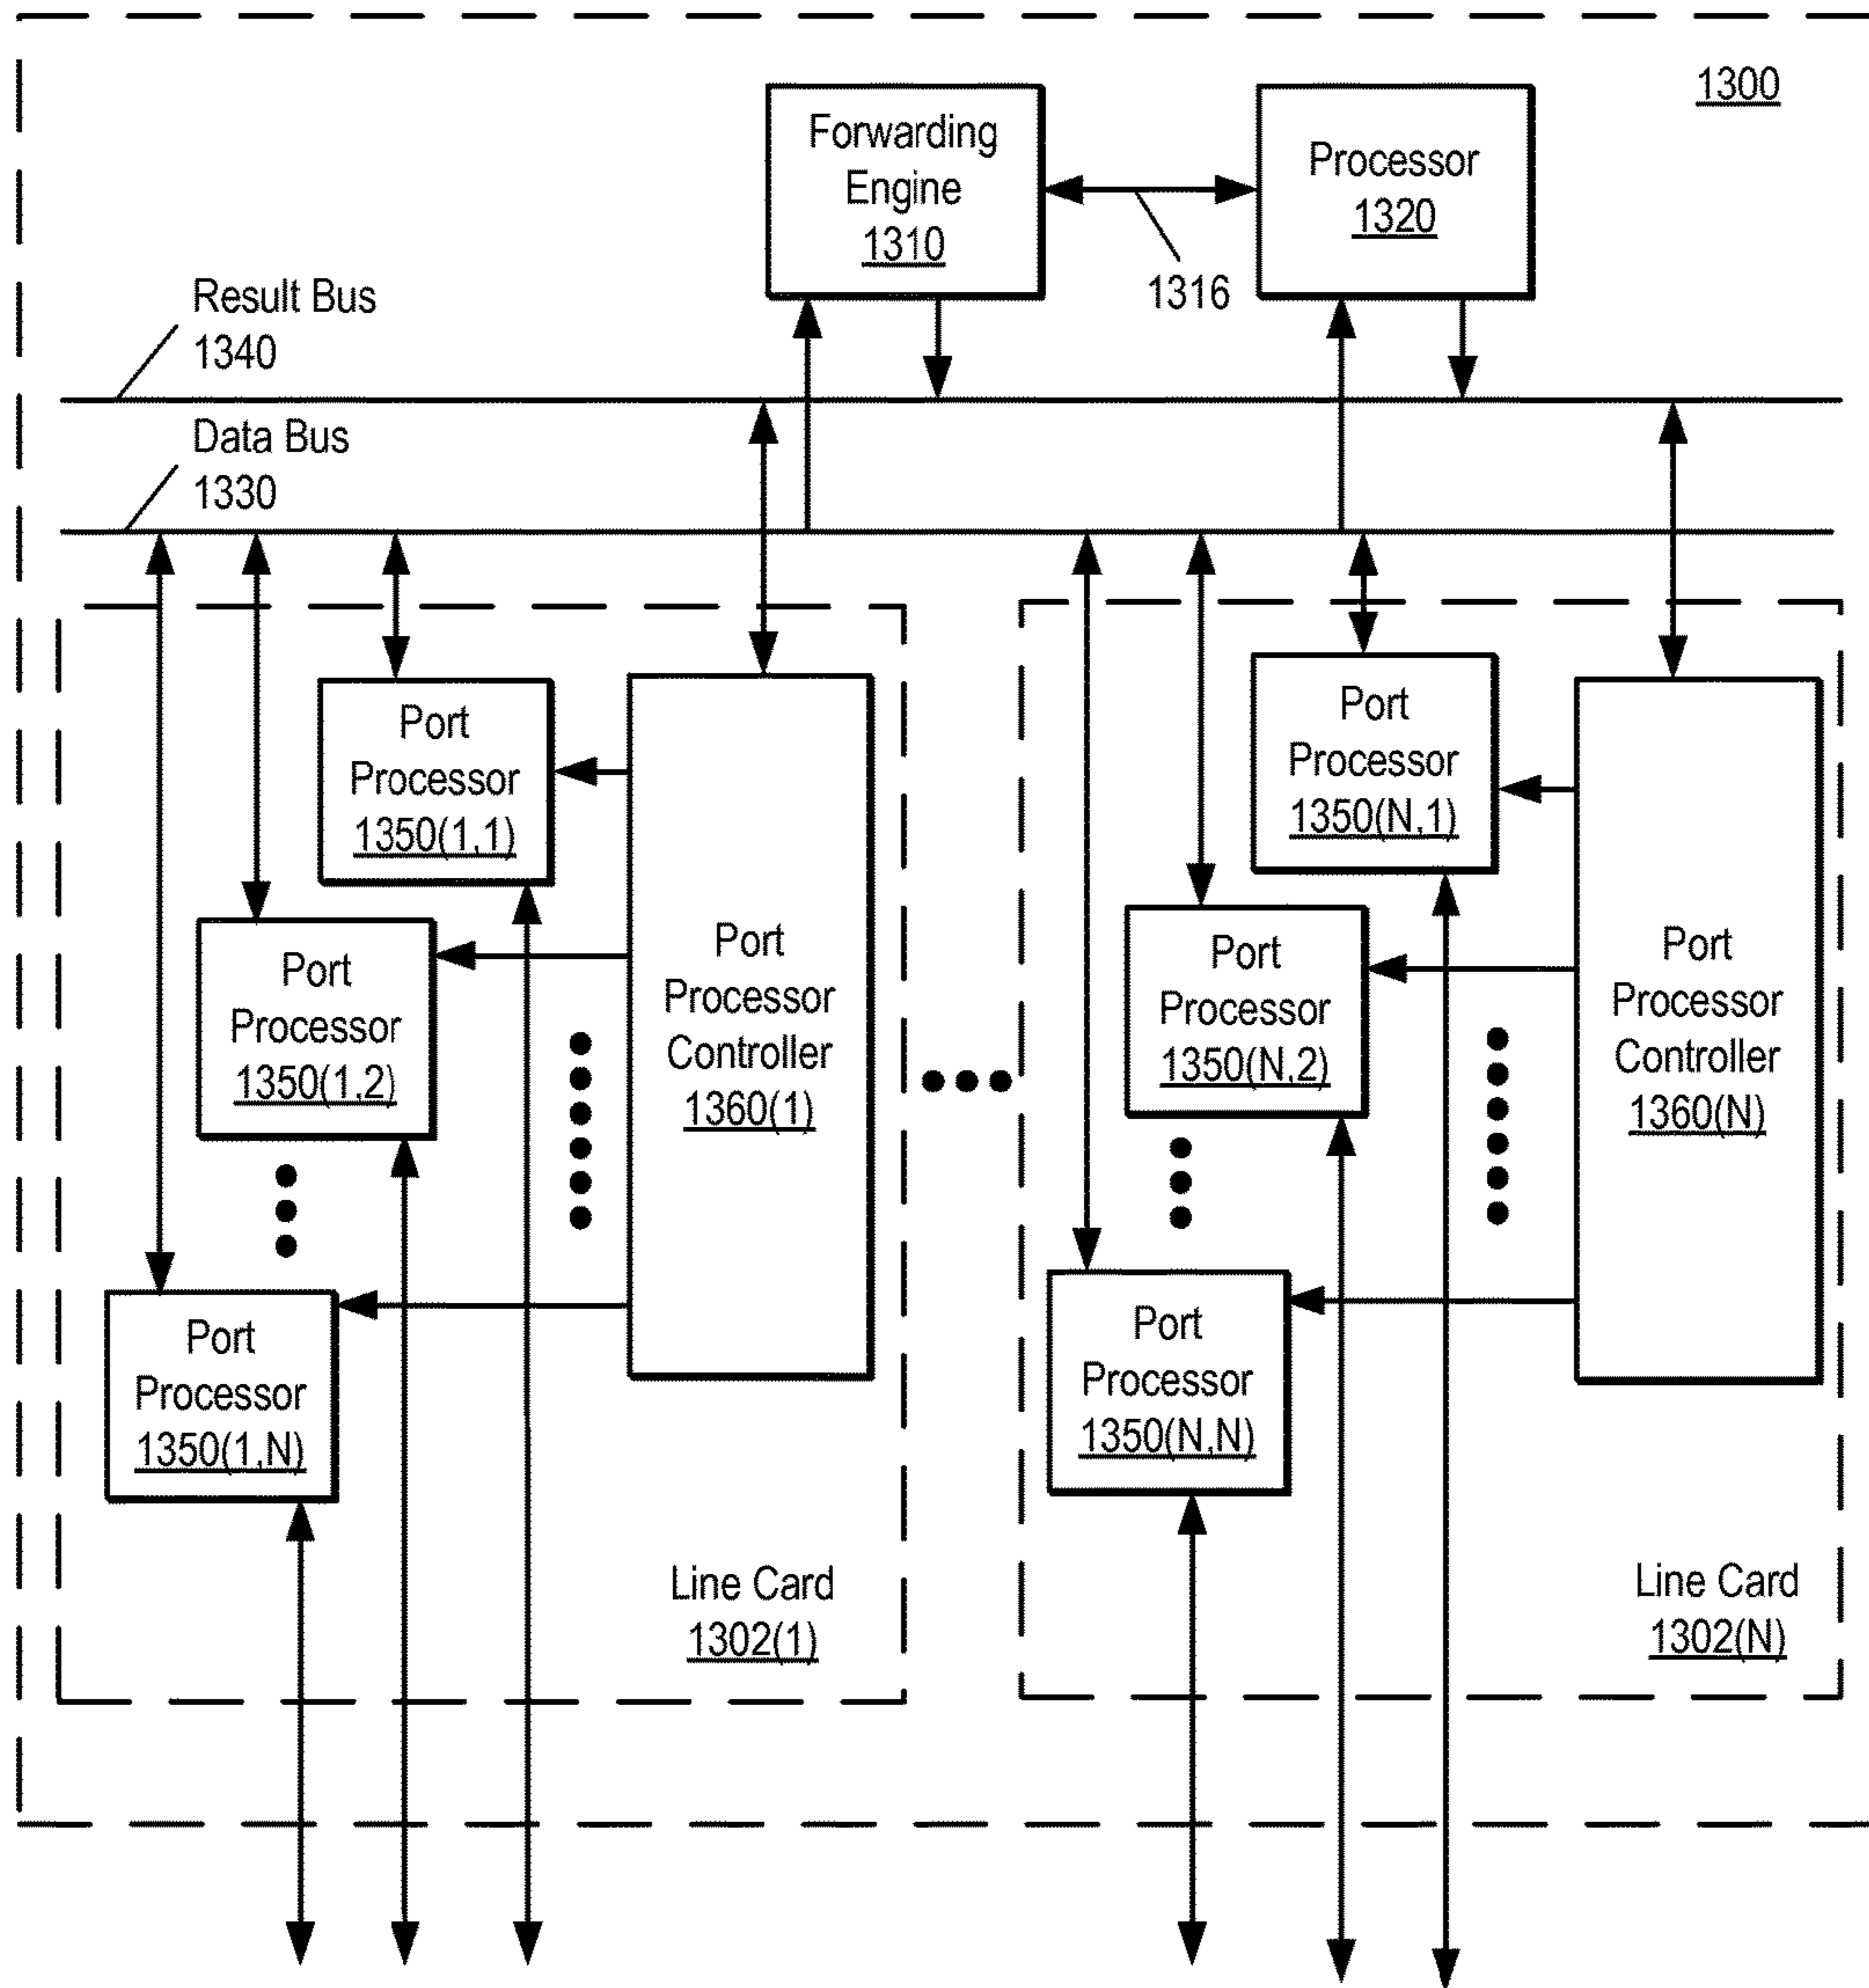 1300
Forwarding
Engine
1310
Processor
1320
1316
Result Bus
1340
Data Bus
1330
Port
Processor
1350(1,1)
Port
Processor
1350(1,2)
Port
Processor
1350(1,N)
Port
Processor
Controller
1360(1)
Line Card
1302(1)
Port
Processor
1350(N,1)
Port
Processor
1350(N,2)
Port
Processor
1350(N,N)
Port
Processor
Controller
1360(N)
Line Card
1302(N)